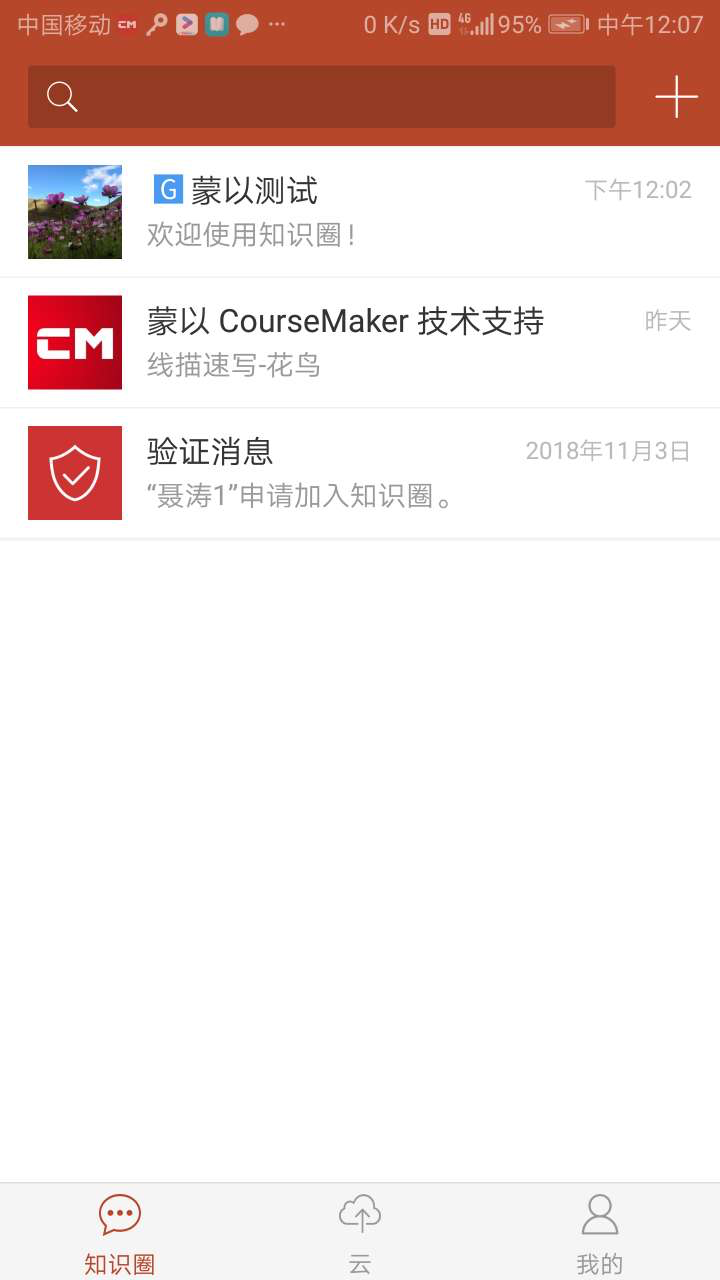 中国移动 CM ··· 0 K/s HD 4G 95% 中午12:07
G 蒙以测试 下午12:02
欢迎使用知识圈！
CM 蒙以 CourseMaker 技术支持 昨天
线描速写-花鸟
验证消息 2018年11月3日
“聂涛1”申请加入知识圈。
知识圈 云 我的